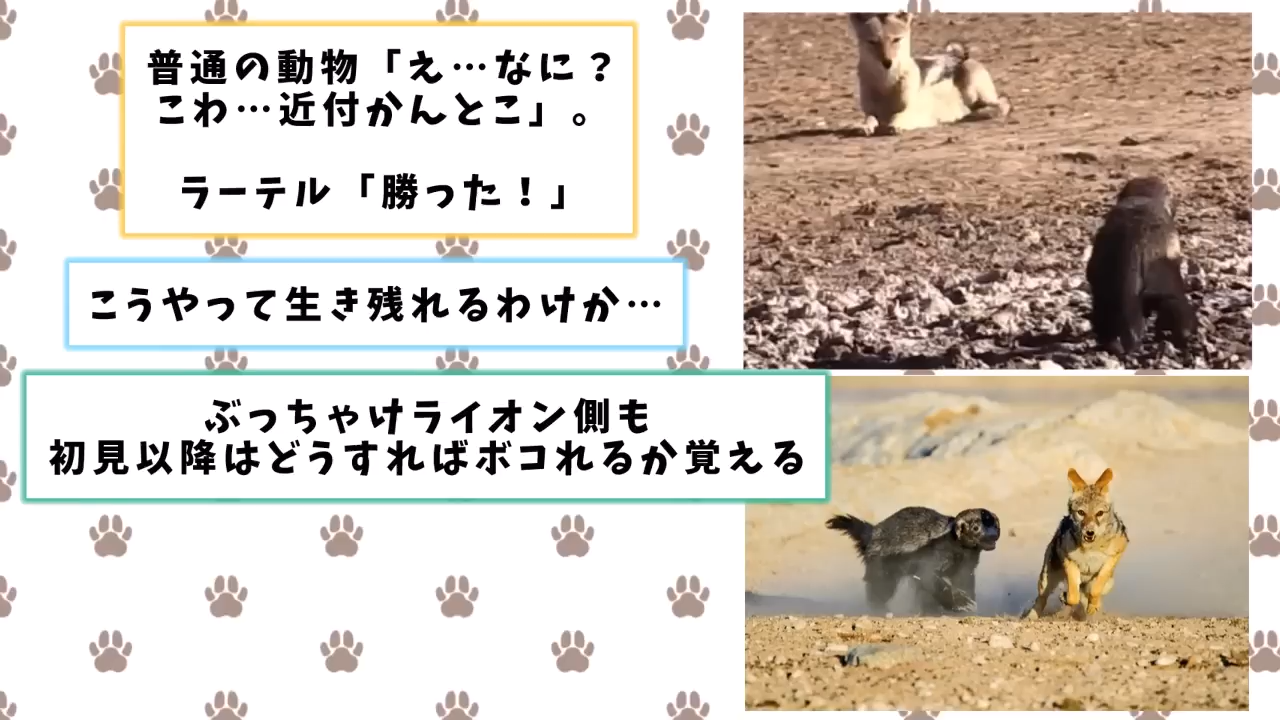 普通の動物「え…なに？
こわ…近付かんとこ」。
ラーテル「勝った！」
こうやって生き残れるわけか…
ぶっちゃけライオン側も
初見以降はどうすればボコれるか覚える